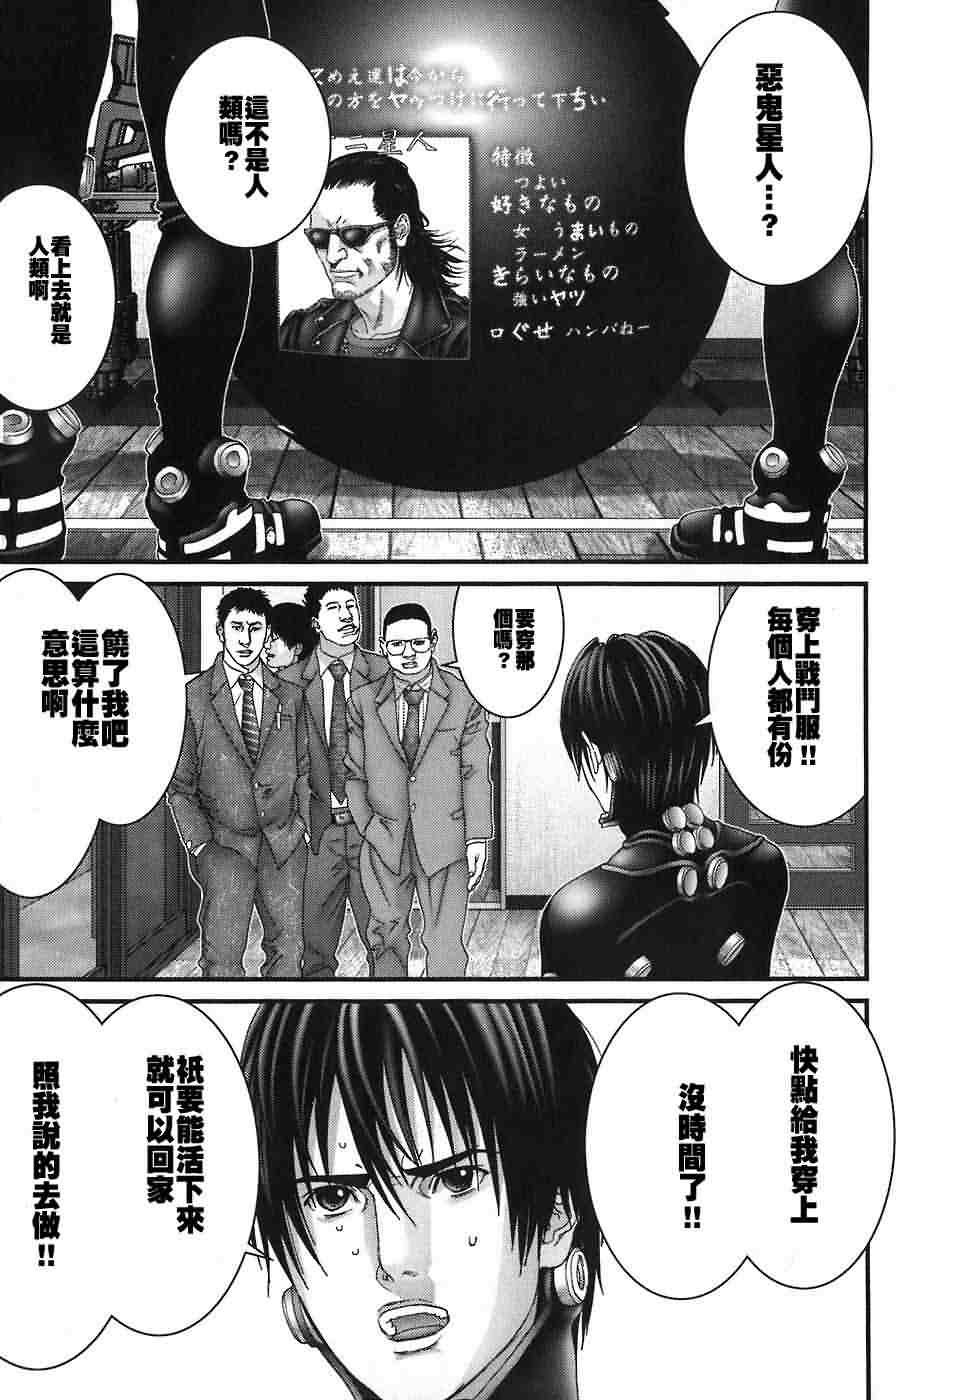 惡鬼星人…？
這不是人
類嗎？
看上去就是
人類啊
てめえ達は今から
の方をヤッつけに行って下ちい
ニ星人
特徴
つよい
好きなもの
女 うまいもの
ラーメン
きらいなもの
強いヤツ
口ぐせ ハンパねー
穿上戰鬥服！！
每個人都有份
要穿那
個嗎？
饒了我吧
這算什麼
意思啊
快點給我穿上
沒時間了！！
衹要能活下來
就可以回家
照我說的去做！！